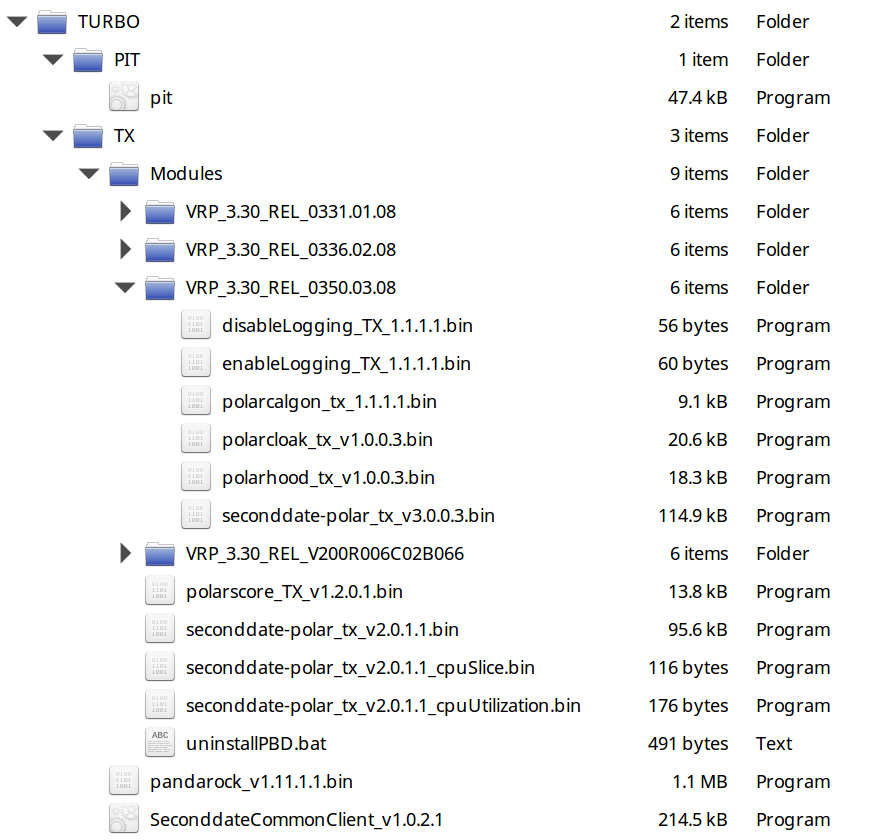 TURBO 2 items Folder
PIT 1 item Folder
pit 47.4 kB Program
TX 3 items Folder
Modules 9 items Folder
VRP_3.30_REL_0331.01.08 6 items Folder
VRP_3.30_REL_0336.02.08 6 items Folder
VRP_3.30_REL_0350.03.08 6 items Folder
disableLogging_TX_1.1.1.1.bin 56 bytes Program
enableLogging_TX_1.1.1.1.bin 60 bytes Program
polarcalgon_tx_1.1.1.1.bin 9.1 kB Program
polarcloak_tx_v1.0.0.3.bin 20.6 kB Program
polarhood_tx_v1.0.0.3.bin 18.3 kB Program
seconddate-polar_tx_v3.0.0.3.bin 114.9 kB Program
VRP_3.30_REL_V200R006C02B066 6 items Folder
polarscore_TX_v1.2.0.1.bin 13.8 kB Program
seconddate-polar_tx_v2.0.1.1.bin 95.6 kB Program
seconddate-polar_tx_v2.0.1.1_cpuSlice.bin 116 bytes Program
seconddate-polar_tx_v2.0.1.1_cpuUtilization.bin 176 bytes Program
ABC uninstallPBD.bat 491 bytes Text
pandarock_v1.11.1.1.bin 1.1 MB Program
SeconddateCommonClient_v1.0.2.1 214.5 kB Program